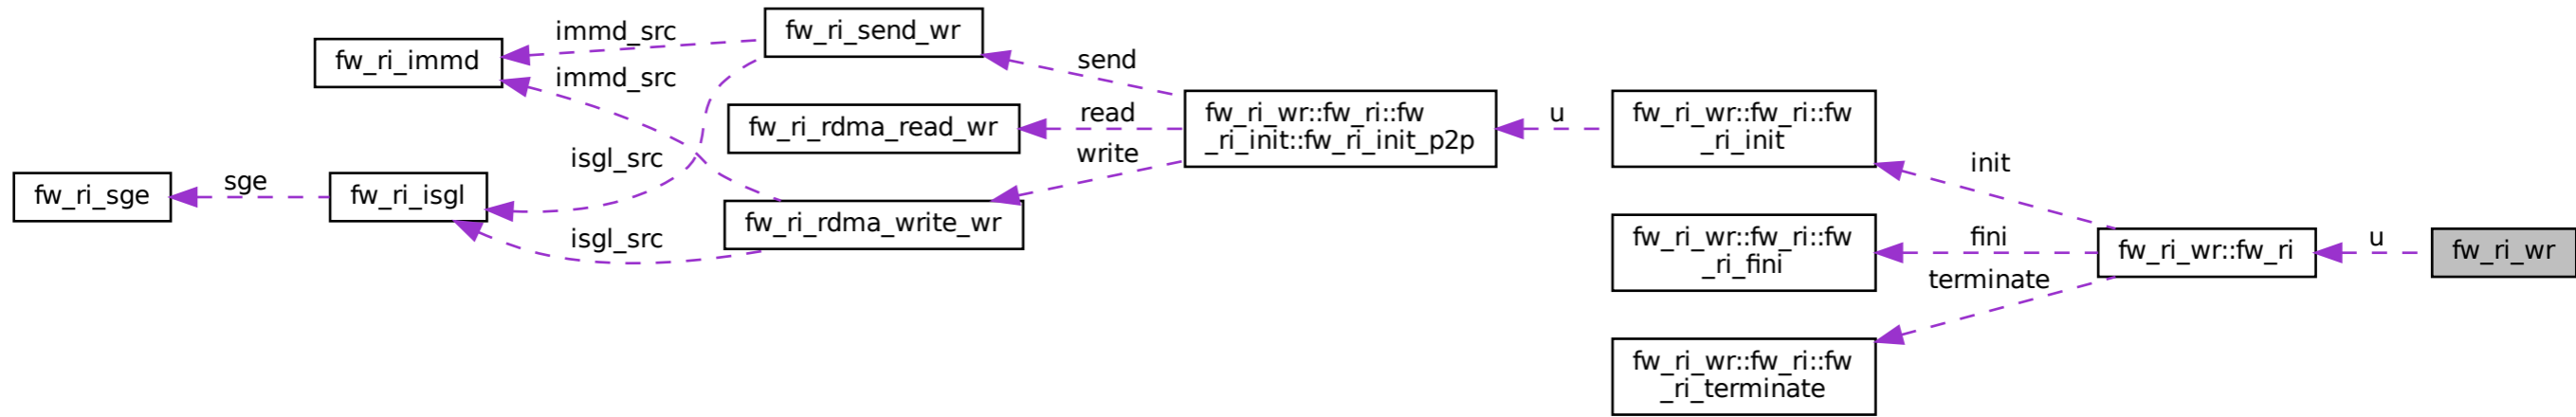 immd_src
fw_ri_send_wr
fw_ri_immd
send
immd_src
fw_ri_wr::fw_ri::fw
_ri_init::fw_ri_init_p2p
read
fw_ri_rdma_read_wr
u
fw_ri_wr::fw_ri::fw
_ri_init
write
isgl_src
init
sge
fw_ri_sge
fw_ri_isgl
fw_ri_rdma_write_wr
isgl_src
fw_ri_wr::fw_ri::fw
_ri_fini
fini
fw_ri_wr::fw_ri
u
fw_ri_wr
terminate
fw_ri_wr::fw_ri::fw
_ri_terminate